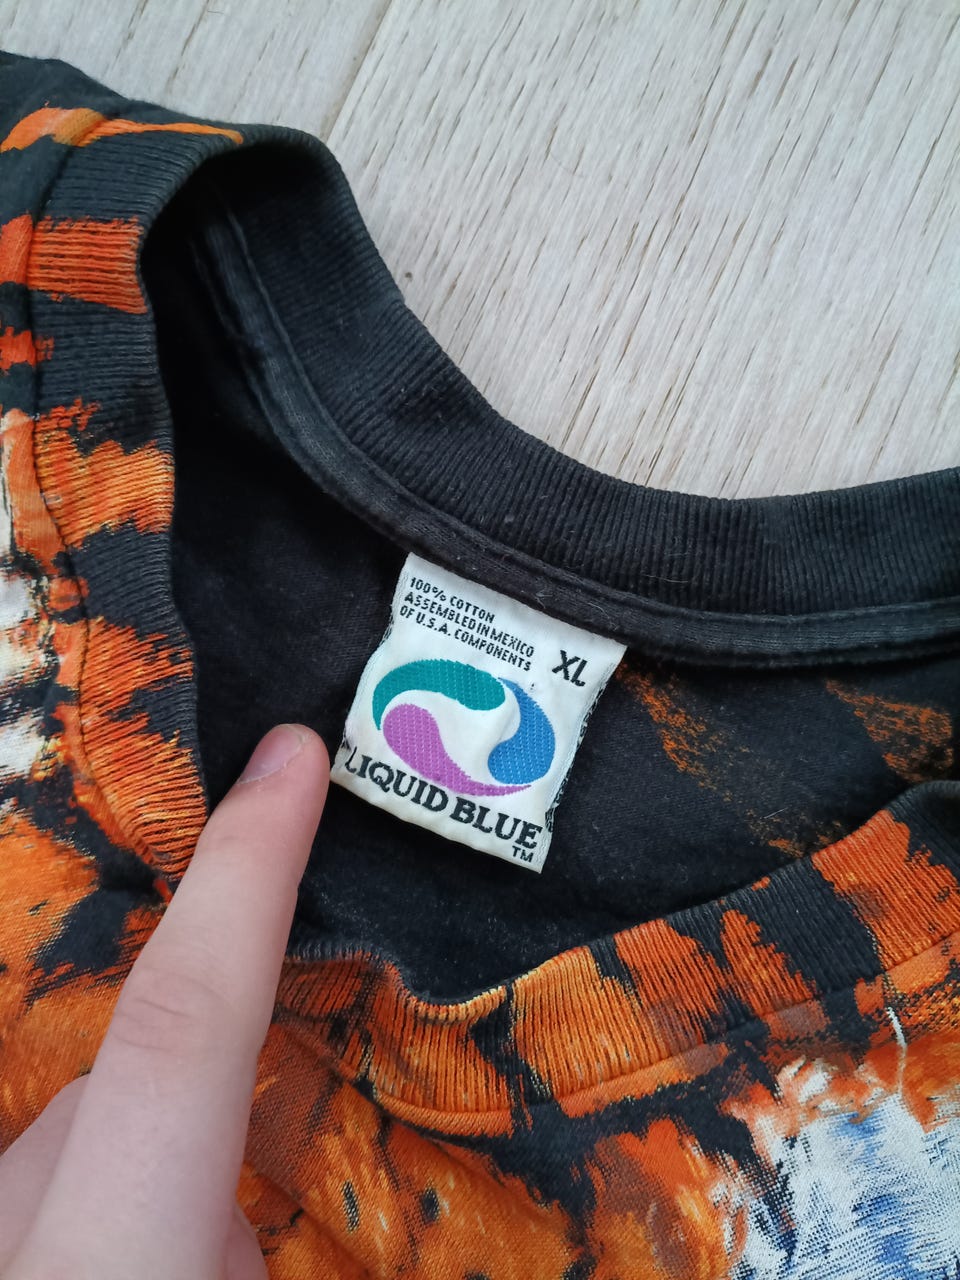 100% COTTON
ASSEMBLED IN MEXICO
OF U.S.A. COMPONENTS
XL
LIQUID BLUE
TM